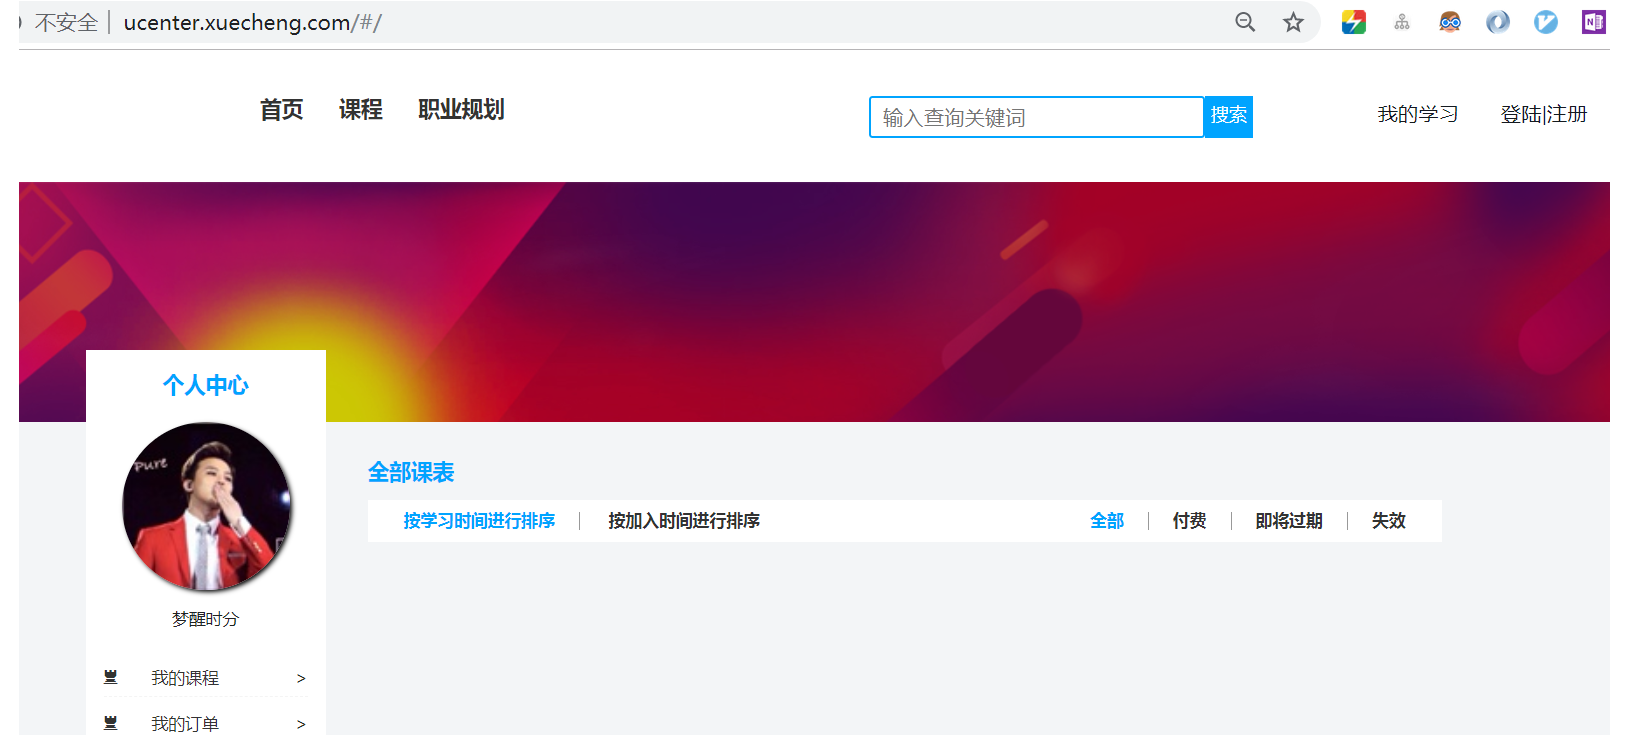 不安全 | ucenter.xuecheng.com/#/
首页 课程 职业规划 输入查询关键词 搜索 我的学习 登陆|注册
个人中心
Pure
梦醒时分
我的课程 >
我的订单 >
全部课表
按学习时间进行排序 | 按加入时间进行排序 全部 | 付费 | 即将过期 | 失效